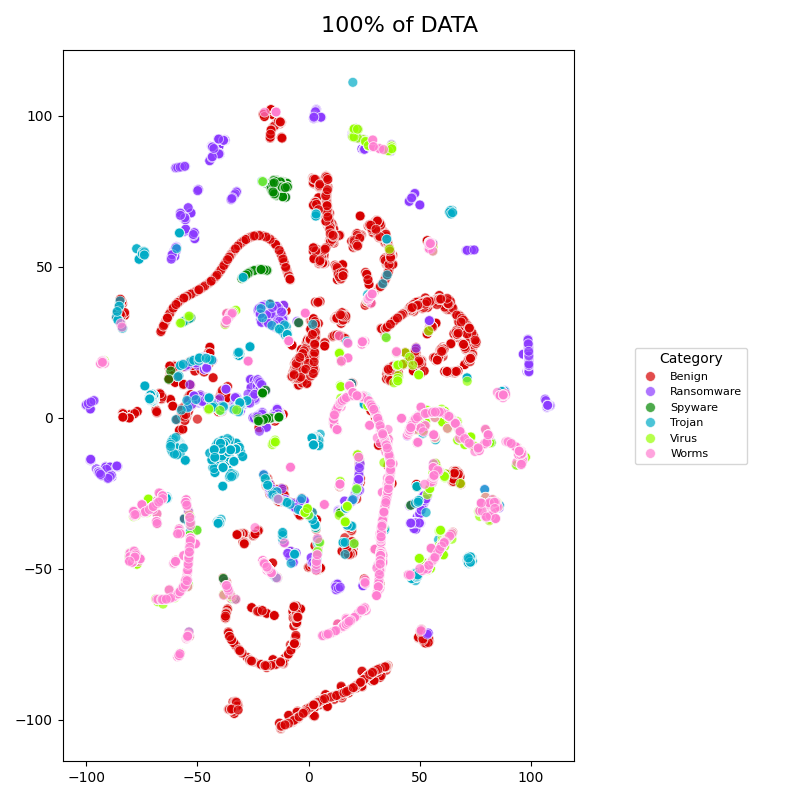 100% of DATA
100
50
0
−50
−100
−100
−50
0
50
100
Category
Benign
Ransomware
Spyware
Trojan
Virus
Worms